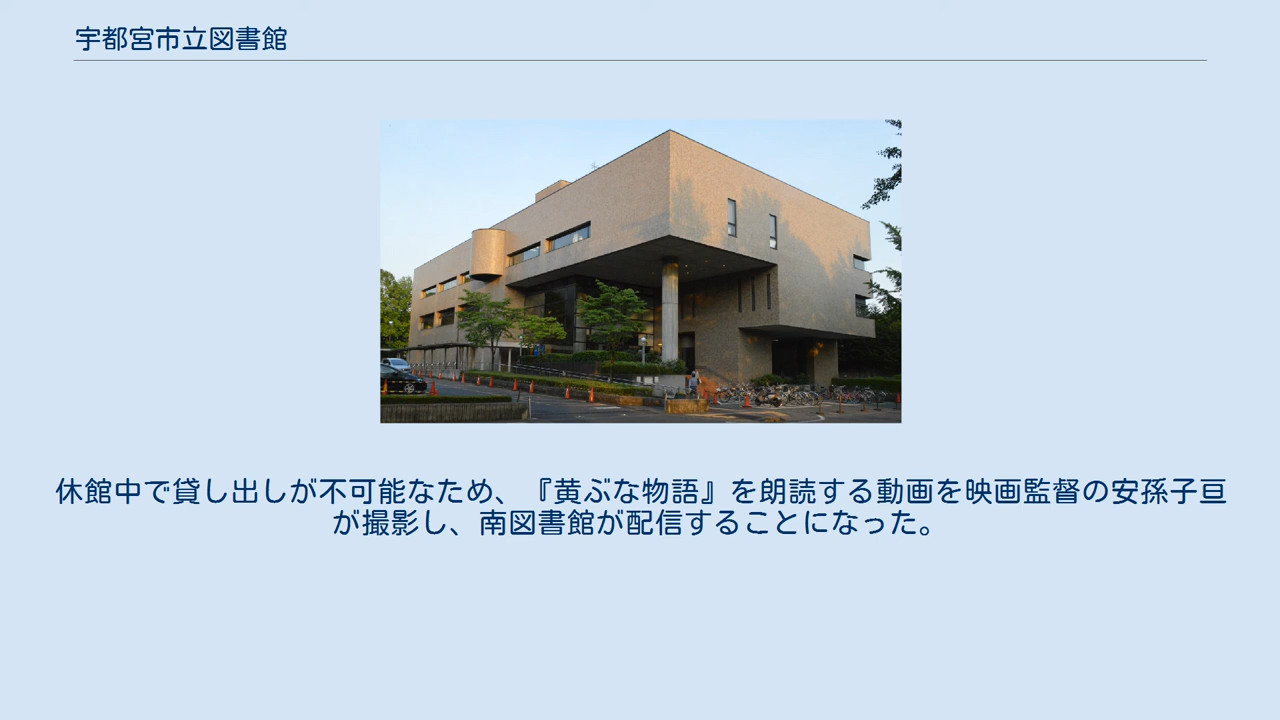 宇都宮市立図書館
休館中で貸し出しが不可能なため、『黄ぶな物語』を朗読する動画を映画監督の安孫子亘
が撮影し、南図書館が配信することになった。